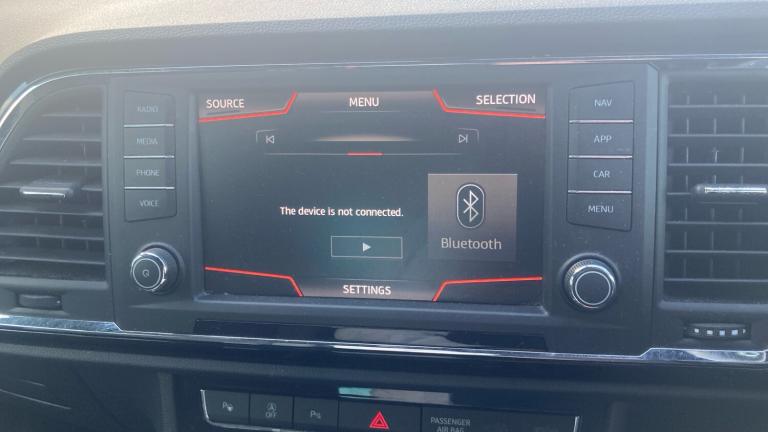 SOURCE
MENU
SELECTION
RADIO
MEDIA
PHONE
VOICE
The device is not connected.
Bluetooth
SETTINGS
NAV
APP
CAR
MENU
OFF
P
PASSENGER
AIR BAG